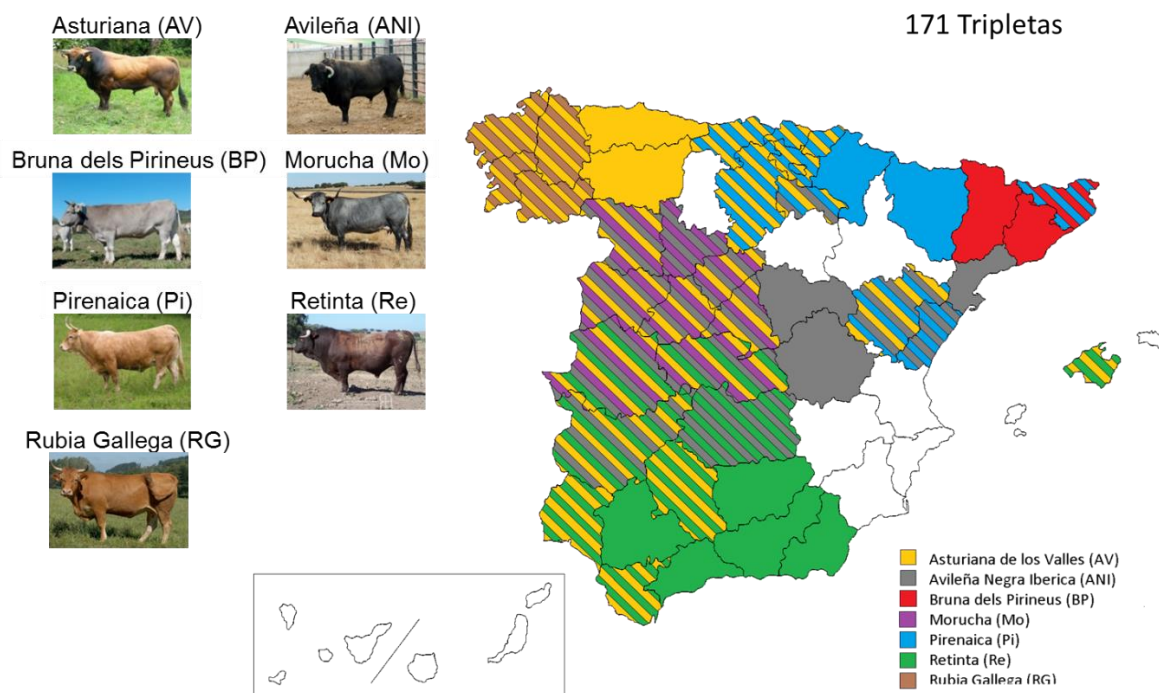 171 Tripletas
Asturiana (AV)
Avileña (ANI)
Bruna dels Pirineus (BP)
Morucha (Mo)
Pirenaica (Pi)
Retinta (Re)
Rubia Gallega (RG)
Asturiana de los Valles (AV)
Avileña Negra Iberica (ANI)
Bruna dels Pirineus (BP)
Morucha (Mo)
Pirenaica (Pi)
Retinta (Re)
Rubia Gallega (RG)